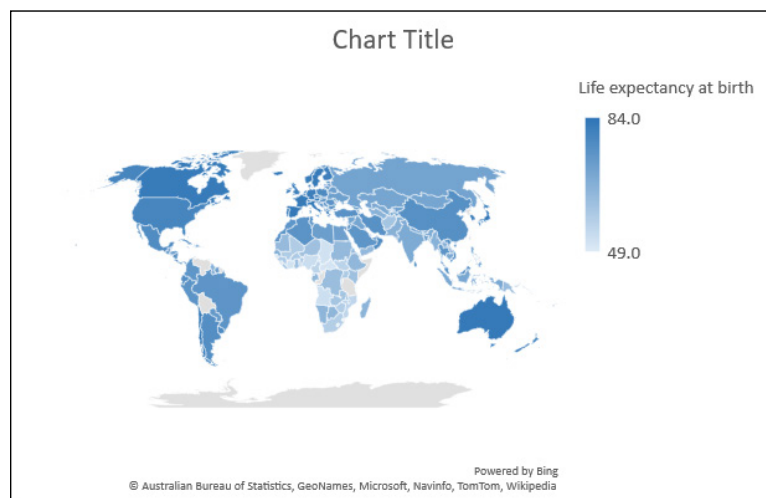 Chart Title
Life expectancy at birth
84.0
49.0
Powered by Bing
© Australian Bureau of Statistics, GeoNames, Microsoft, Navinfo, TomTom, Wikipedia